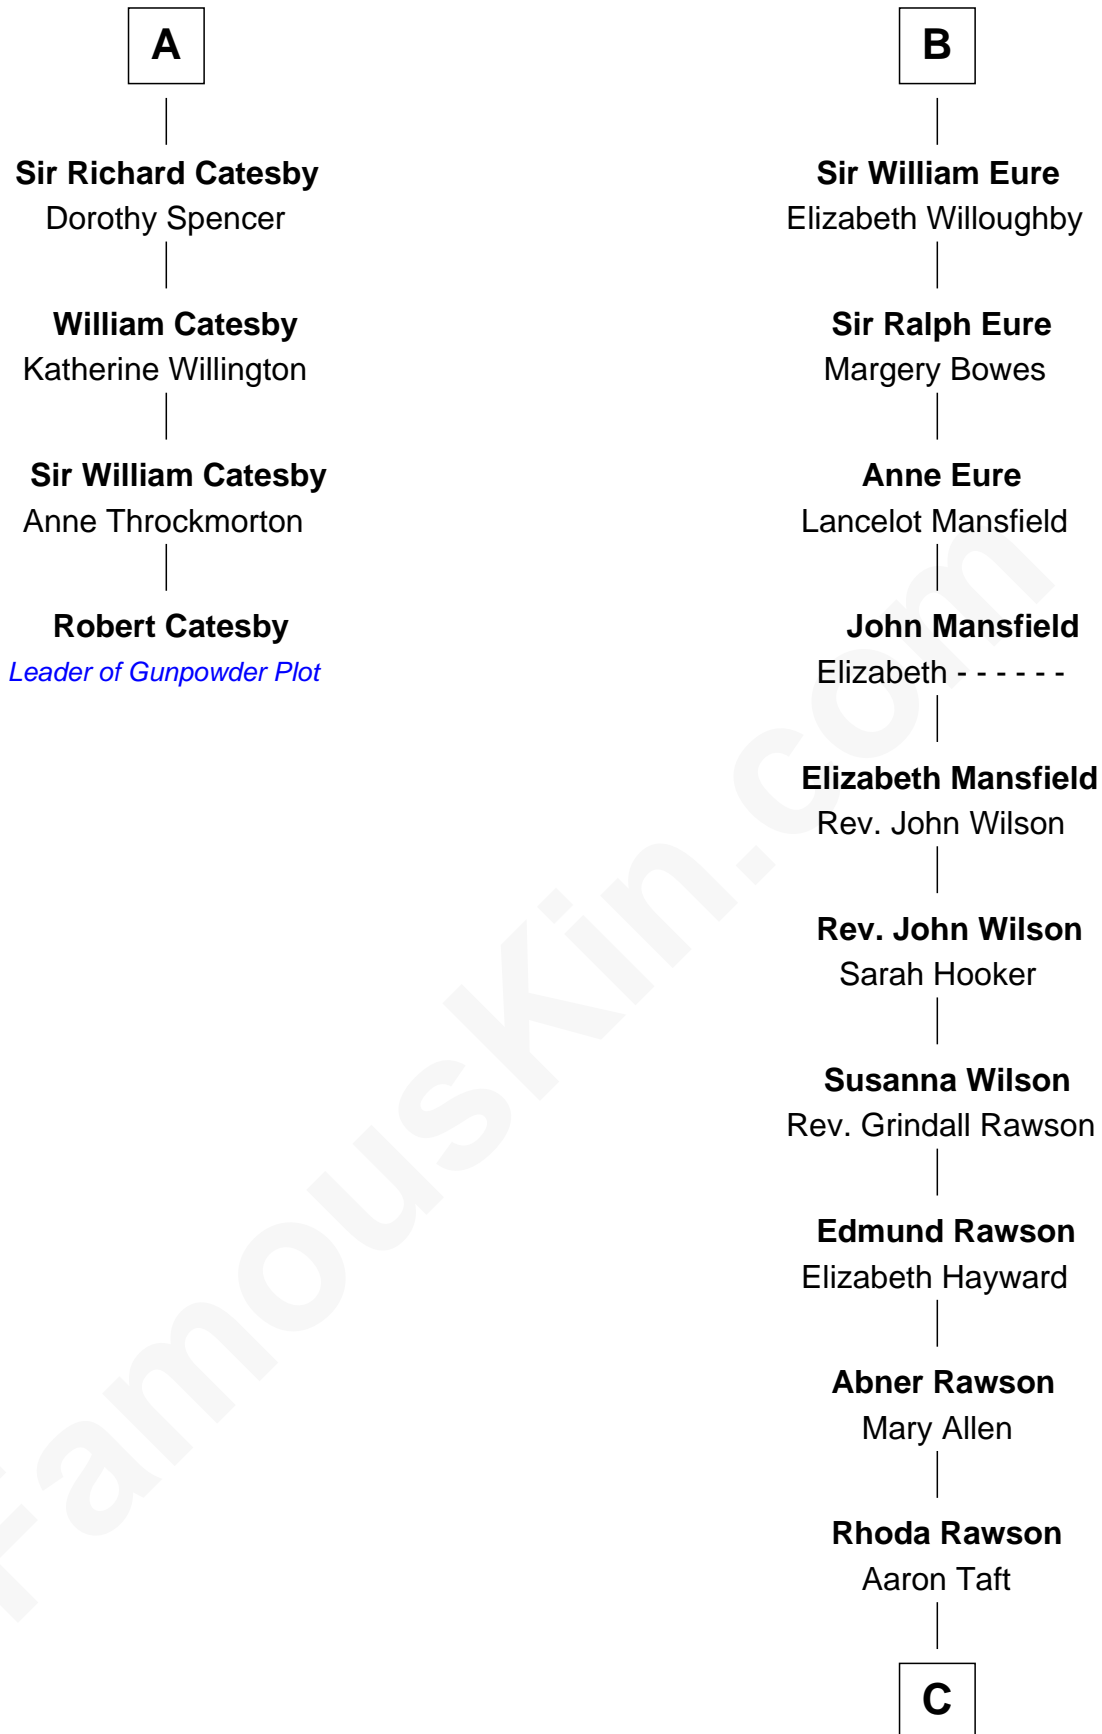 A
Sir Richard Catesby
Dorothy Spencer
William Catesby
Katherine Willington
Sir William Catesby
Anne Throckmorton
Robert Catesby
Leader of Gunpowder Plot
B
Sir William Eure
Elizabeth Willoughby
Sir Ralph Eure
Margery Bowes
Anne Eure
Lancelot Mansfield
John Mansfield
Elizabeth - - - - - -
Elizabeth Mansfield
Rev. John Wilson
Rev. John Wilson
Sarah Hooker
Susanna Wilson
Rev. Grindall Rawson
Edmund Rawson
Elizabeth Hayward
Abner Rawson
Mary Allen
Rhoda Rawson
Aaron Taft
C
FamousKin.com